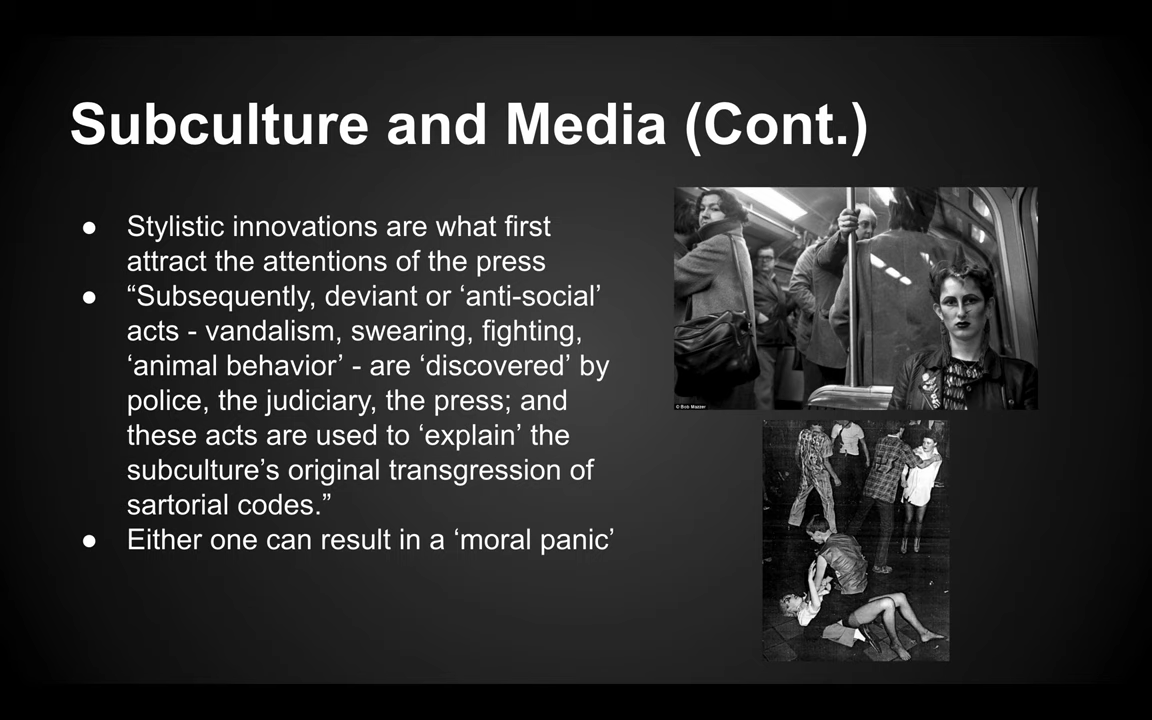 Subculture and Media (Cont.)
● Stylistic innovations are what first
attract the attentions of the press
● “Subsequently, deviant or ‘anti-social’
acts - vandalism, swearing, fighting,
‘animal behavior’ - are ‘discovered’ by
police, the judiciary, the press; and
these acts are used to ‘explain’ the
subculture’s original transgression of
sartorial codes.”
● Either one can result in a ‘moral panic’
© Bob Mazzer